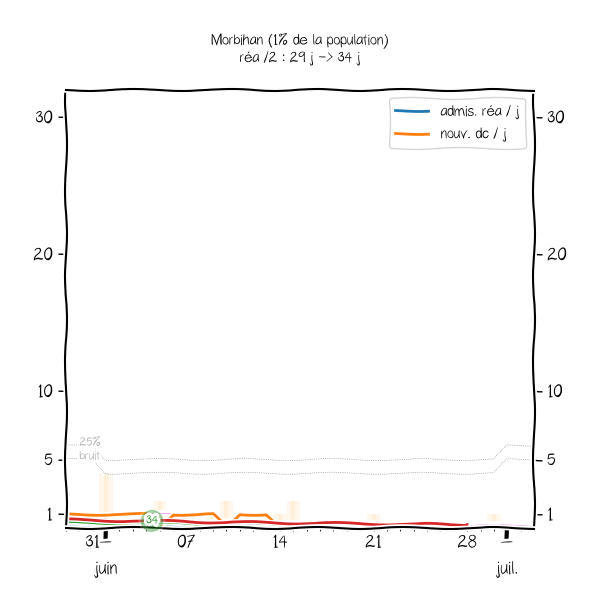 Morbihan (1% de la population)
réa /2 : 29 j -> 34 j
admis. réa / j
nouv. dc / j
30
30
20
20
10
10
25%
bruit
5
5
34
1
1
31
07
14
21
28
juin
juil.